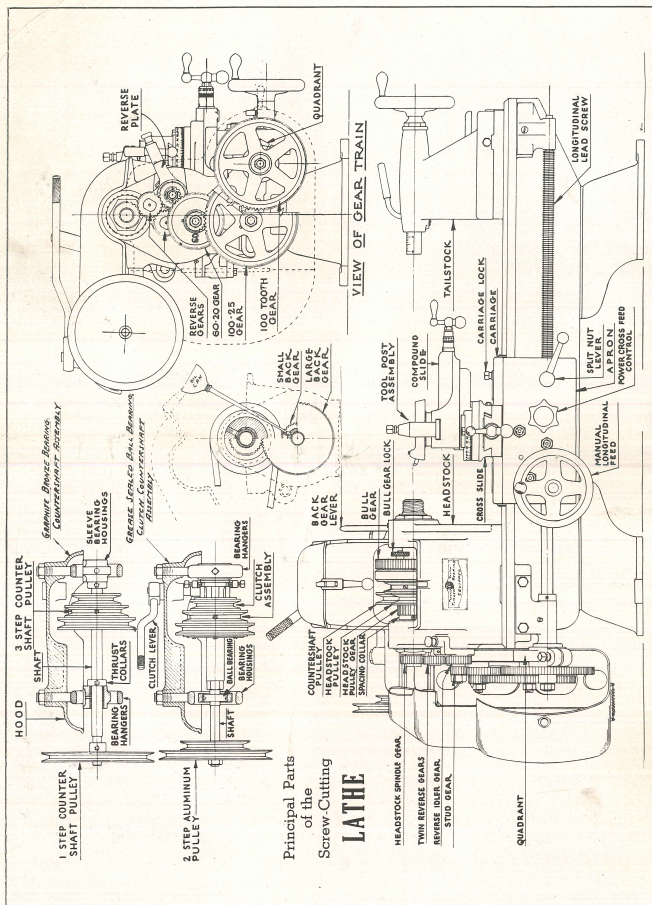 HOOD
3 STEP COUNTER
SHAFT PULLEY
SHAFT
GRAPHITE BRONZE BEARING
COUNTERSHAFT ASSEMBLY
SLEEVE
BEARING
HOUSINGS
THRUST
COLLARS
BEARING
HANGERS
1 STEP COUNTER
SHAFT PULLEY
GREASE SEALED BALL BEARING,
CLUTCH COUNTERSHAFT
ASSEMBLY
CLUTCH LEVER
BEARING
HANGERS
CLUTCH
ASSEMBLY
BALL BEARING
BEARING
HOUSINGS
SHAFT
2 STEP ALUMINUM
PULLEY
REVERSE
PLATE
QUADRANT
REVERSE
GEARS
60-20 GEAR
100-25
GEAR
100 TOOTH
GEAR
60
VIEW OF GEAR TRAIN
SMALL
BACK
GEAR
LARGE
BACK
GEAR
BACK
GEAR
LEVER
Principal Parts
of the
Screw-Cutting
LATHE
COUNTERSHAFT
PULLEY
HEADSTOCK
PULLEY
HEADSTOCK
PULLEY GEAR
SPACING COLLAR
BULL
GEAR
BULL GEAR LOCK
HEADSTOCK
TOOL POST
ASSEMBLY
COMPOUND
SLIDE
CROSS SLIDE
TAILSTOCK
CARRIAGE LOCK
CARRIAGE
LONGITUDINAL
LEAD SCREW
HEADSTOCK SPINDLE GEAR
TWIN REVERSE GEARS
REVERSE IDLER GEAR
STUD GEAR
QUADRANT
MANUAL
LONGITUDINAL
FEED
SPLIT NUT
LEVER
APRON
POWER CROSS FEED
CONTROL